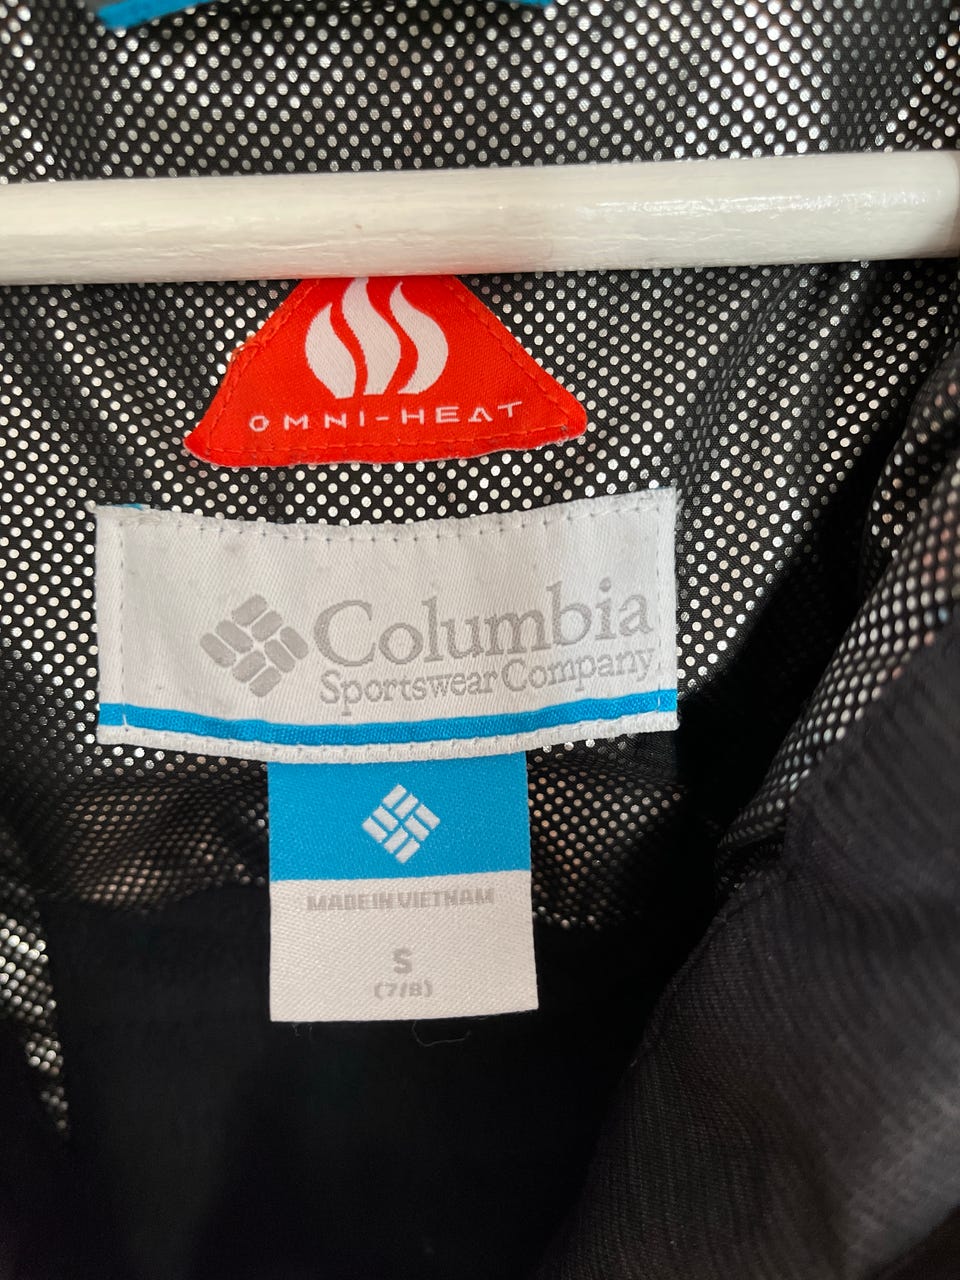 OMNI-HEAT
Columbia
Sportswear Company
MADE IN VIETNAM
S
(7/8)